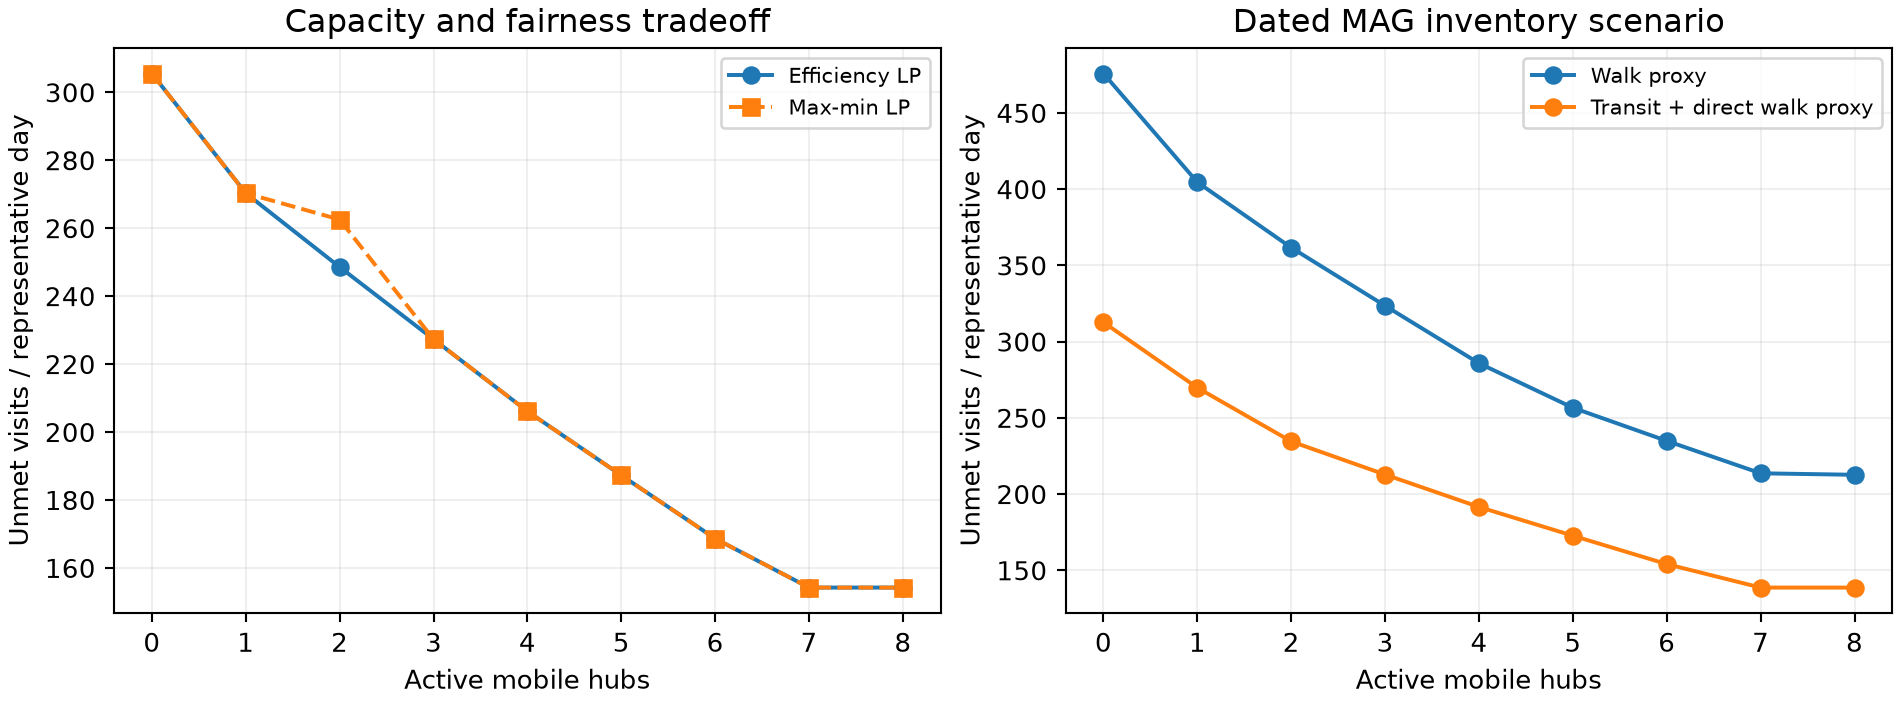 Capacity and fairness tradeoff
Unmet visits / representative day
300
280
260
240
220
200
180
160
Efficiency LP
Max-min LP
0 1 2 3 4 5 6 7 8
Active mobile hubs
Dated MAG inventory scenario
Unmet visits / representative day
450
400
350
300
250
200
150
Walk proxy
Transit + direct walk proxy
0 1 2 3 4 5 6 7 8
Active mobile hubs